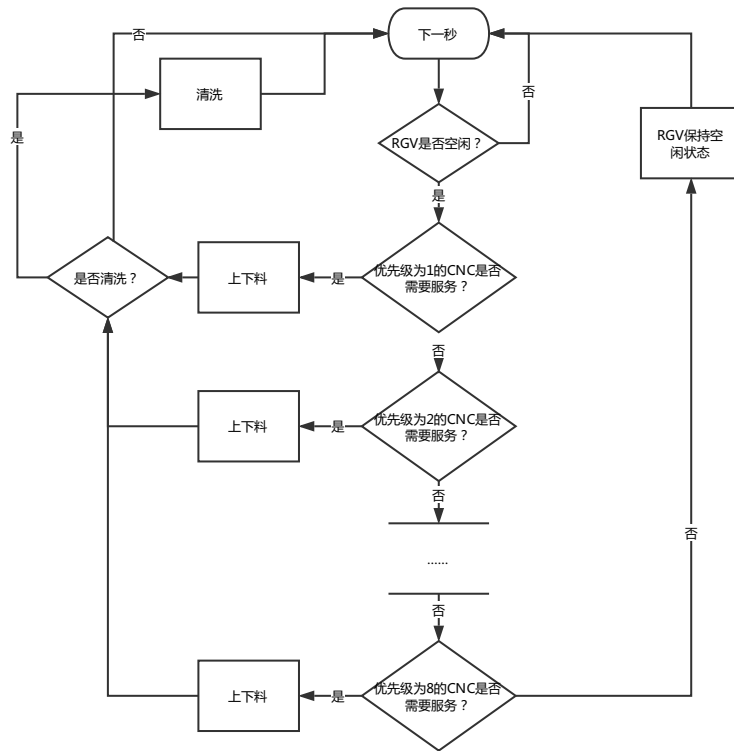 否
下一秒
清洗
否
是
RGV是否空闲？
RGV保持空
闲状态
是
是否清洗？
上下料
是
优先级为1的CNC是否
需要服务？
否
上下料
是
优先级为2的CNC是否
需要服务？
否
......
否
否
上下料
是
优先级为8的CNC是否
需要服务？